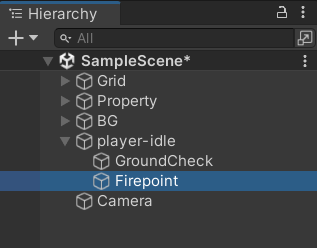 Hierarchy
All
SampleScene*
Grid
Property
BG
player-idle
GroundCheck
Firepoint
Camera